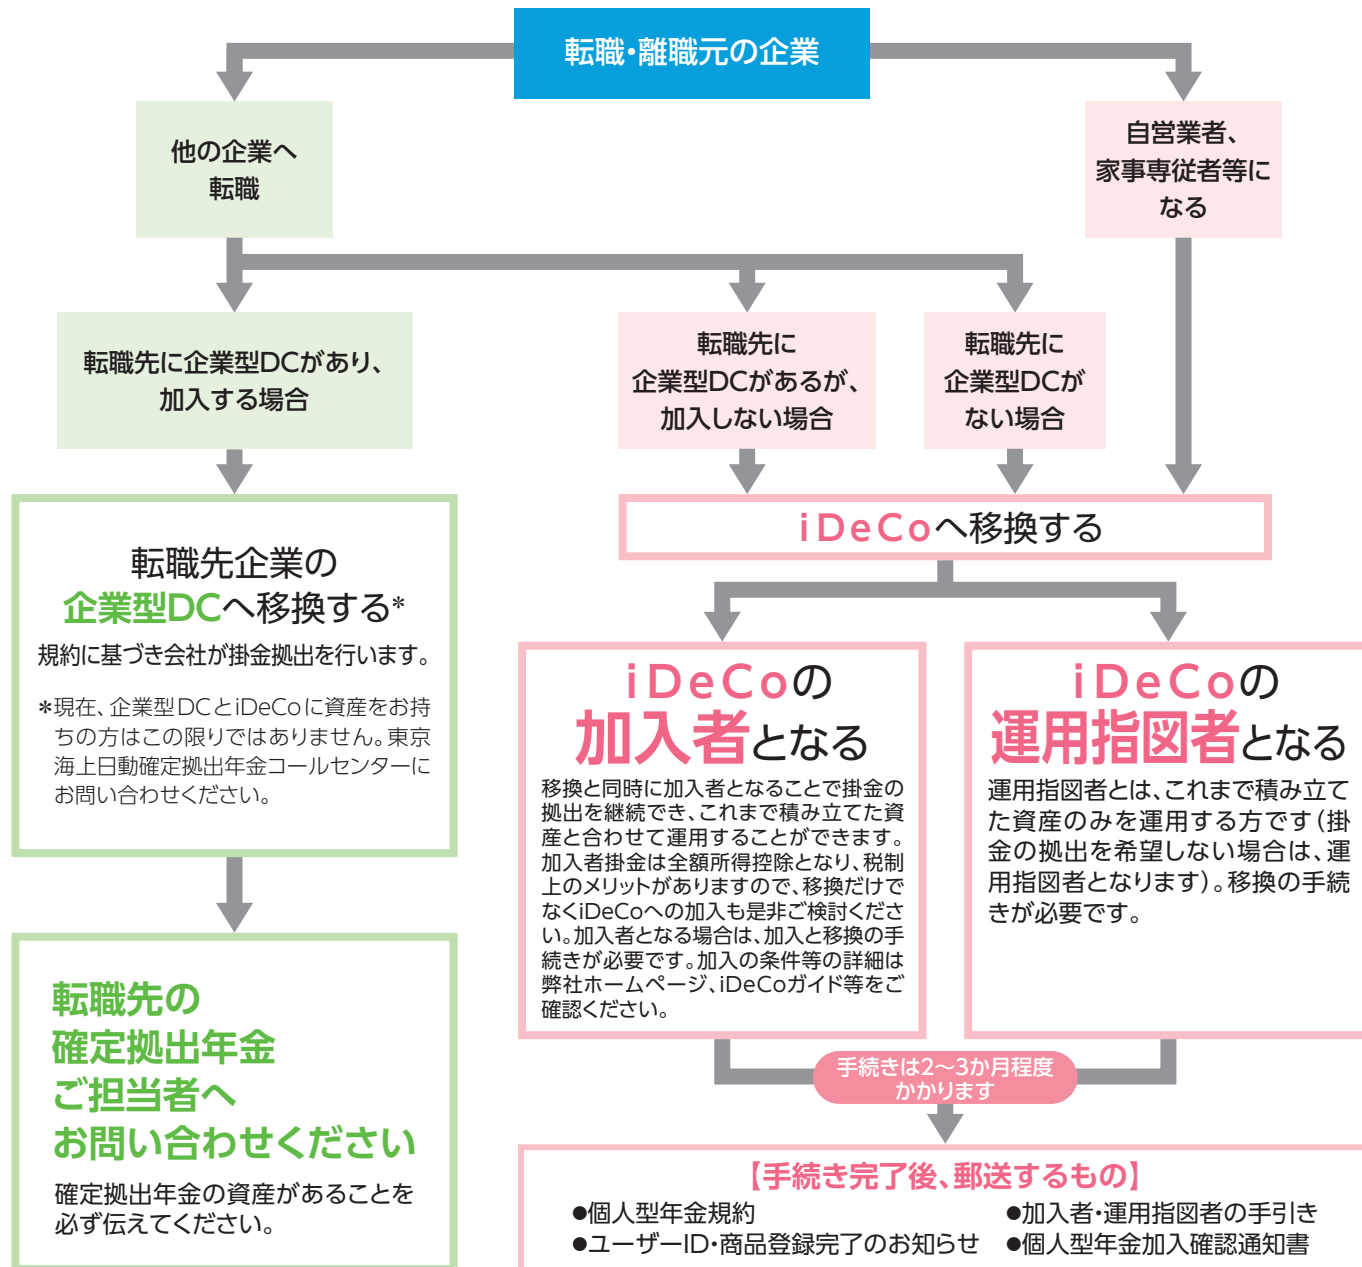 転職・離職元の企業
他の企業へ
転職
自営業者、
家事専従者等に
なる
転職先に企業型DCがあり、
加入する場合
転職先に
企業型DCがあるが、
加入しない場合
転職先に
企業型DCが
ない場合
転職先企業の
企業型DCへ移換する*
規約に基づき会社が掛金拠出を行います。
*現在、企業型DCとiDeCoに資産をお持
ちの方はこの限りではありません。東京
海上日動確定拠出年金コールセンターに
お問い合わせください。
iDeCoへ移換する
iDeCoの
加入者となる
移換と同時に加入者となることで掛金の
拠出を継続でき、これまで積み立てた資
産と合わせて運用することができます。
加入者掛金は全額所得控除となり、税制
上のメリットがありますので、移換だけで
なくiDeCoへの加入も是非ご検討くださ
い。加入者となる場合は、加入と移換の手
続きが必要です。加入の条件等の詳細は
弊社ホームページ、iDeCoガイド等をご
確認ください。
iDeCoの
運用指図者となる
運用指図者とは、これまで積み立て
た資産のみを運用する方です(掛
金の拠出を希望しない場合は、運
用指図者となります)。移換の手続
きが必要です。
転職先の
確定拠出年金
ご担当者へ
お問い合わせください
確定拠出年金の資産があることを
必ず伝えてください。
手続きは2〜3か月程度
かかります
【手続き完了後、郵送するもの】
●個人型年金規約
●加入者・運用指図者の手引き
●ユーザーID・商品登録完了のお知らせ
●個人型年金加入確認通知書